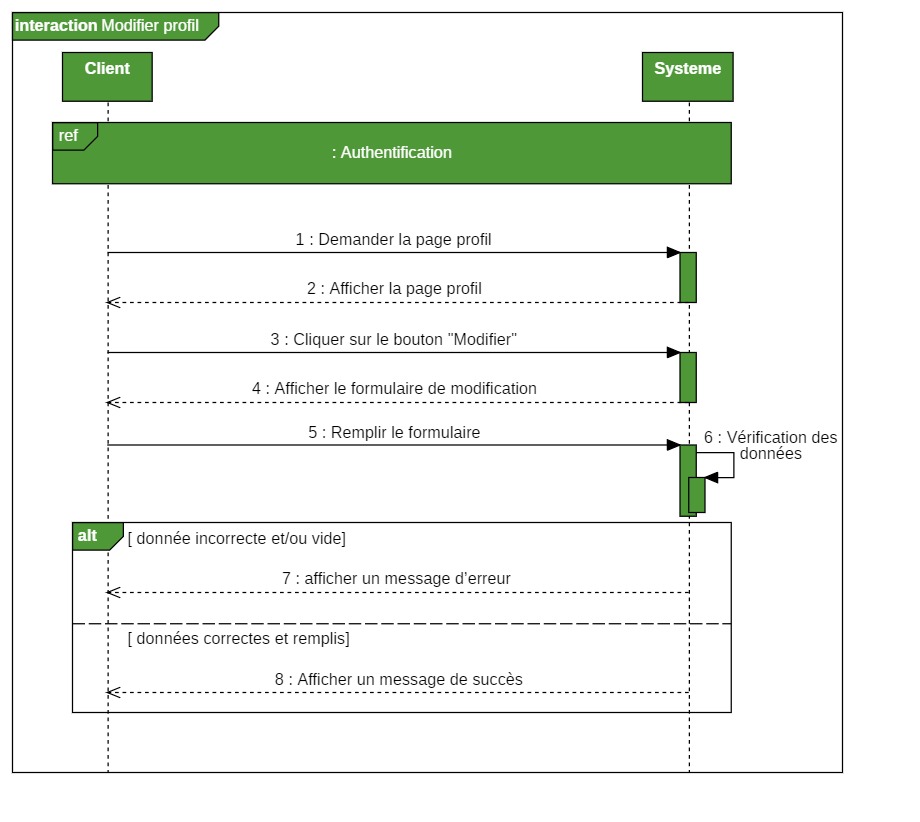 interaction Modifier profil
Client
Systeme
ref
: Authentification
1 : Demander la page profil
2 : Afficher la page profil
3 : Cliquer sur le bouton "Modifier"
4 : Afficher le formulaire de modification
5 : Remplir le formulaire
6 : Vérification des
données
alt
[ donnée incorrecte et/ou vide]
7 : afficher un message d'erreur
[ données correctes et remplis]
8 : Afficher un message de succès